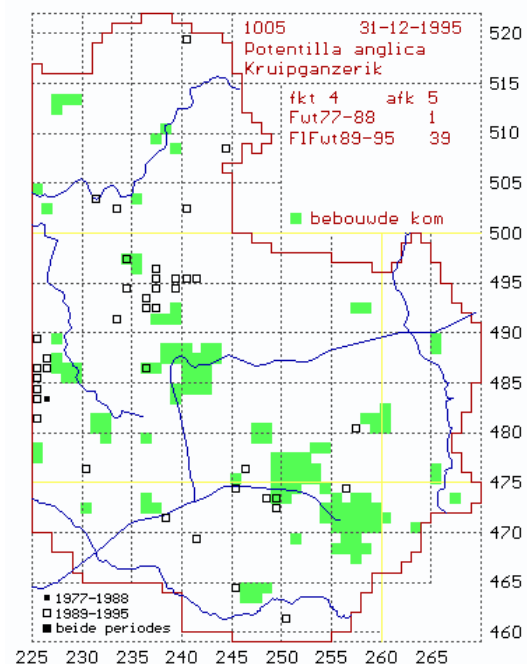 1005 31-12-1995
Potentilla anglica
Kruipganzerik
fkt 4 afk 5
Fwt77-88 1
FlFwt89-95 39
bebouwde kom
520
515
510
505
500
495
490
485
480
475
470
465
460
1977-1988
1989-1995
beide periodes
225 230 235 240 245 250 255 260 265